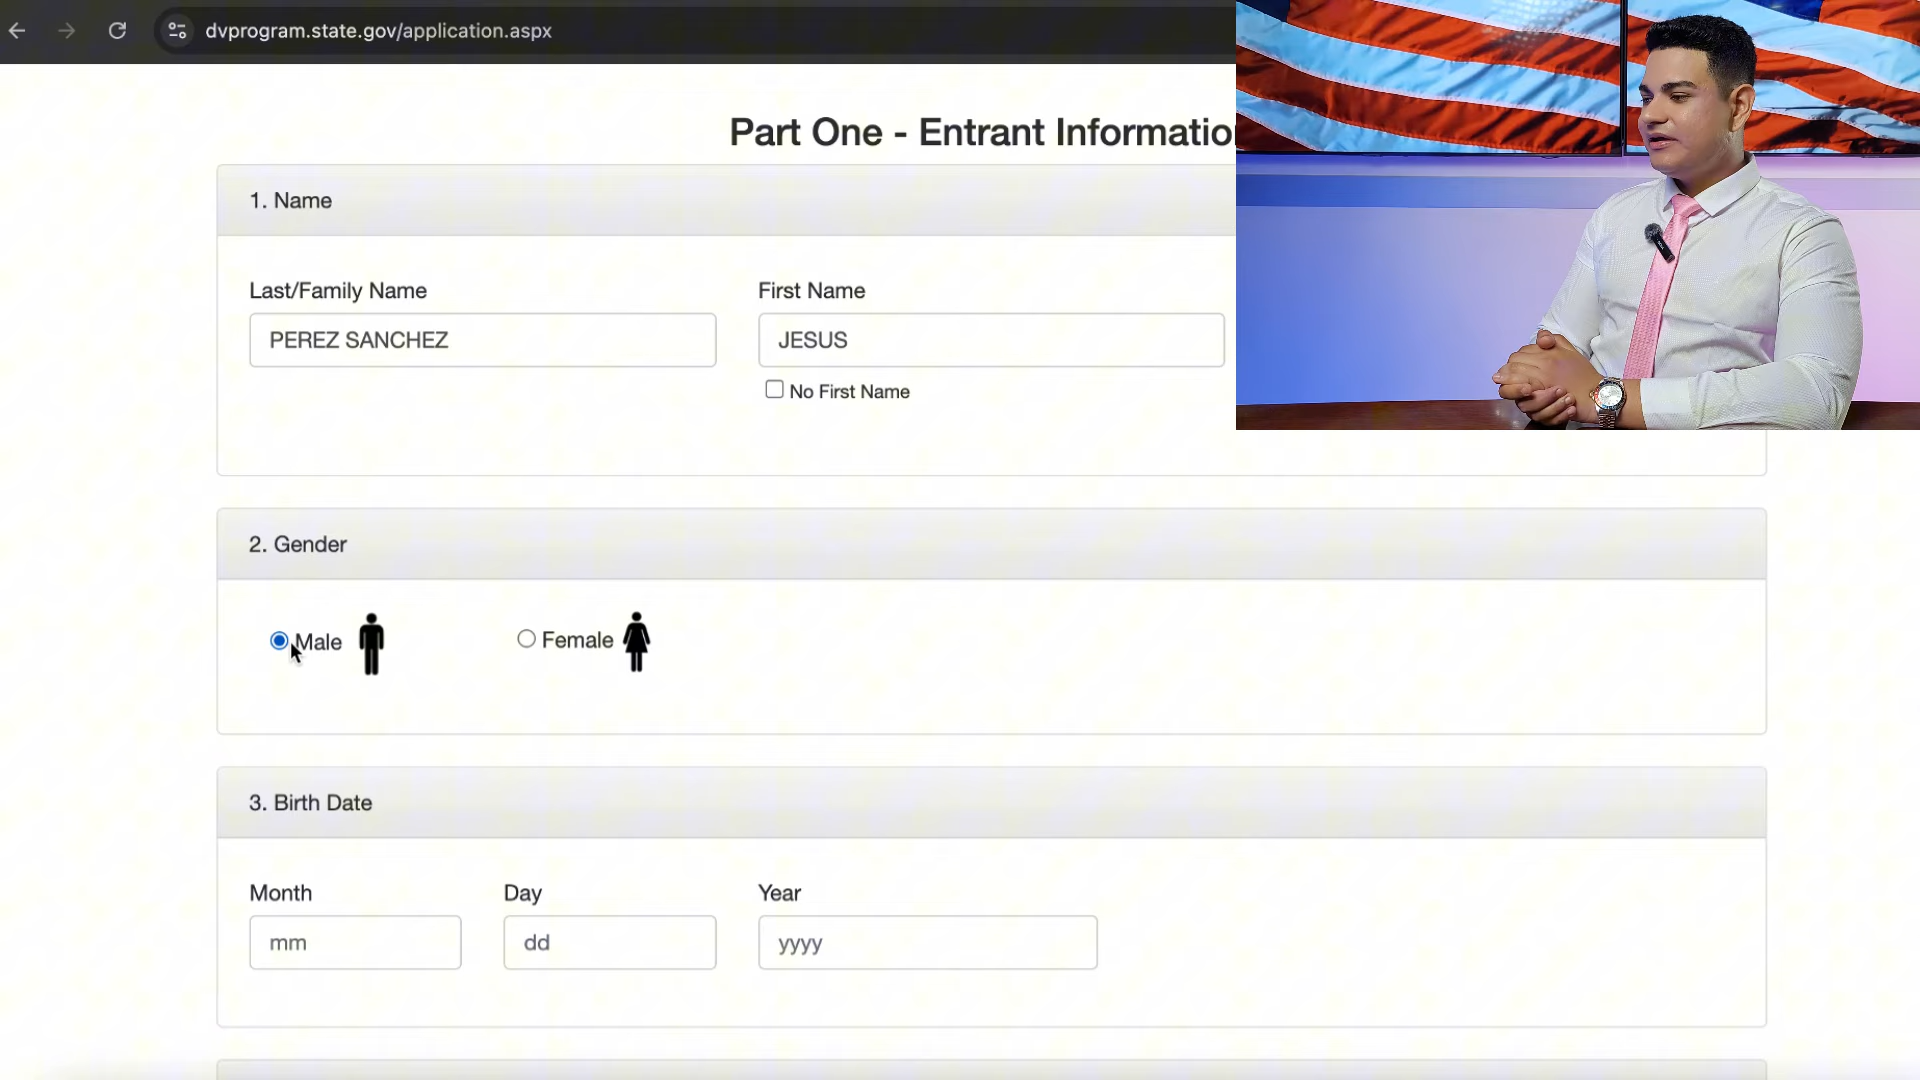 dvprogram.state.gov/application.aspx
Part One - Entrant Informatio
1. Name
Last/Family Name
First Name
PEREZ SANCHEZ
JESUS
No First Name
2. Gender
Male
Female
3. Birth Date
Month
Day
Year
mm
dd
yyyy